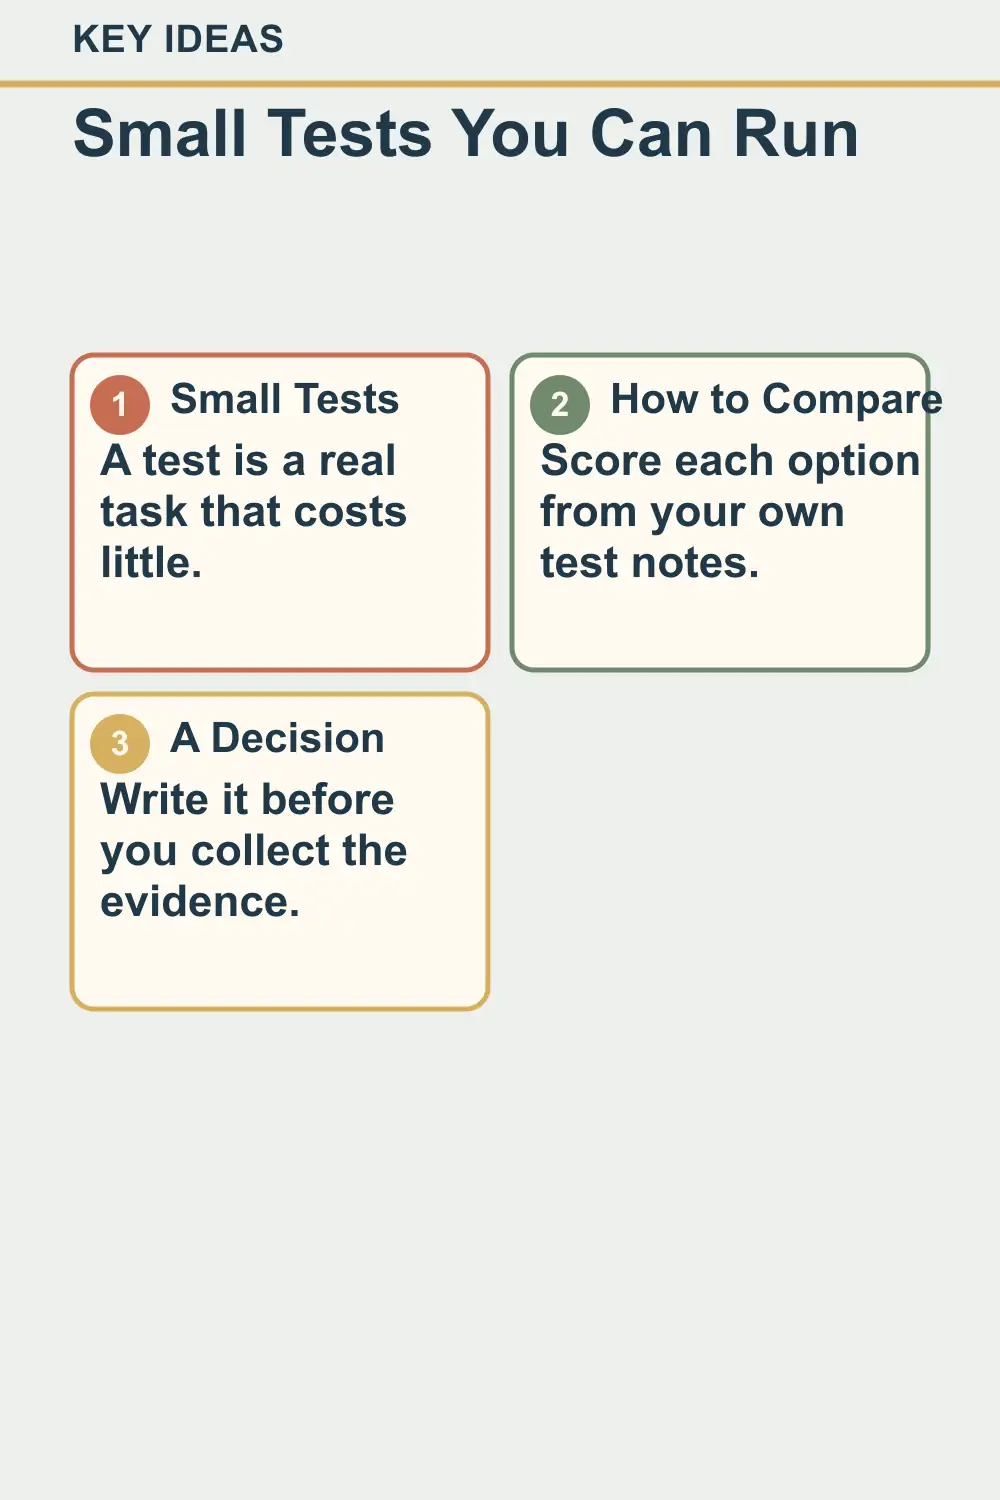 KEY IDEAS
Small Tests You Can Run
1 Small Tests
A test is a real
task that costs
little.
2 How to Compare
Score each option
from your own
test notes.
3 A Decision
Write it before
you collect the
evidence.